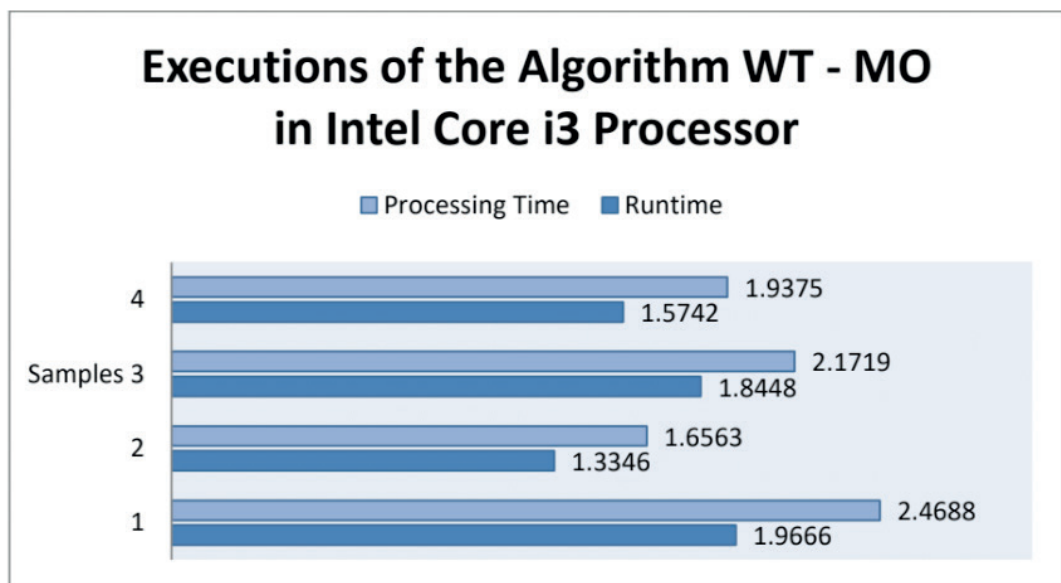 Executions of the Algorithm WT - MO
in Intel Core i3 Processor
Processing Time Runtime
4
1.9375
1.5742
Samples 3
2.1719
1.8448
2
1.6563
1.3346
1
2.4688
1.9666